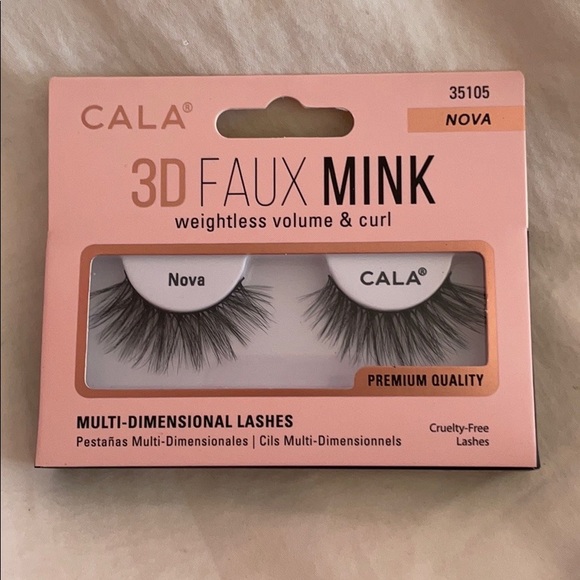 CALA®
35105
NOVA
3D FAUX MINK
weightless volume & curl
Nova
CALA®
PREMIUM QUALITY
MULTI-DIMENSIONAL LASHES
Pestañas Multi-Dimensionales | Cils Multi-Dimensionnels
Cruelty-Free
Lashes